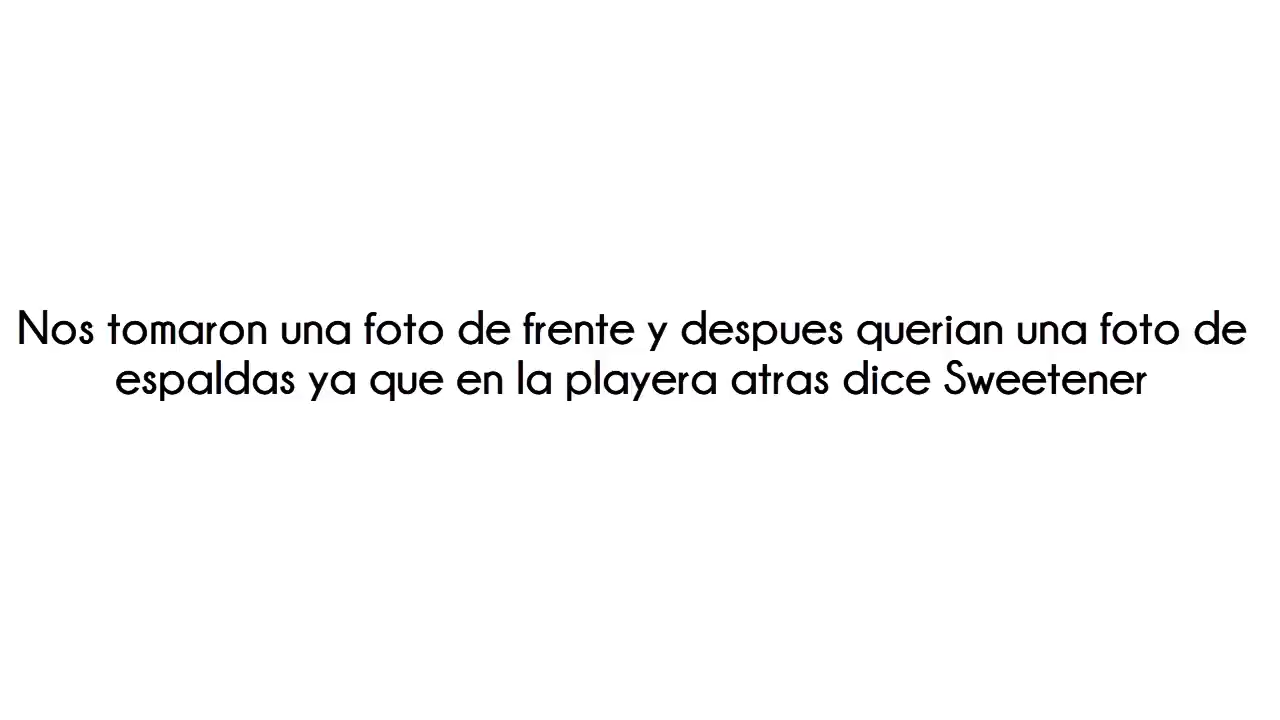 Nos tomaron una foto de frente y despues querian una foto de
espaldas ya que en la playera atras dice Sweetener